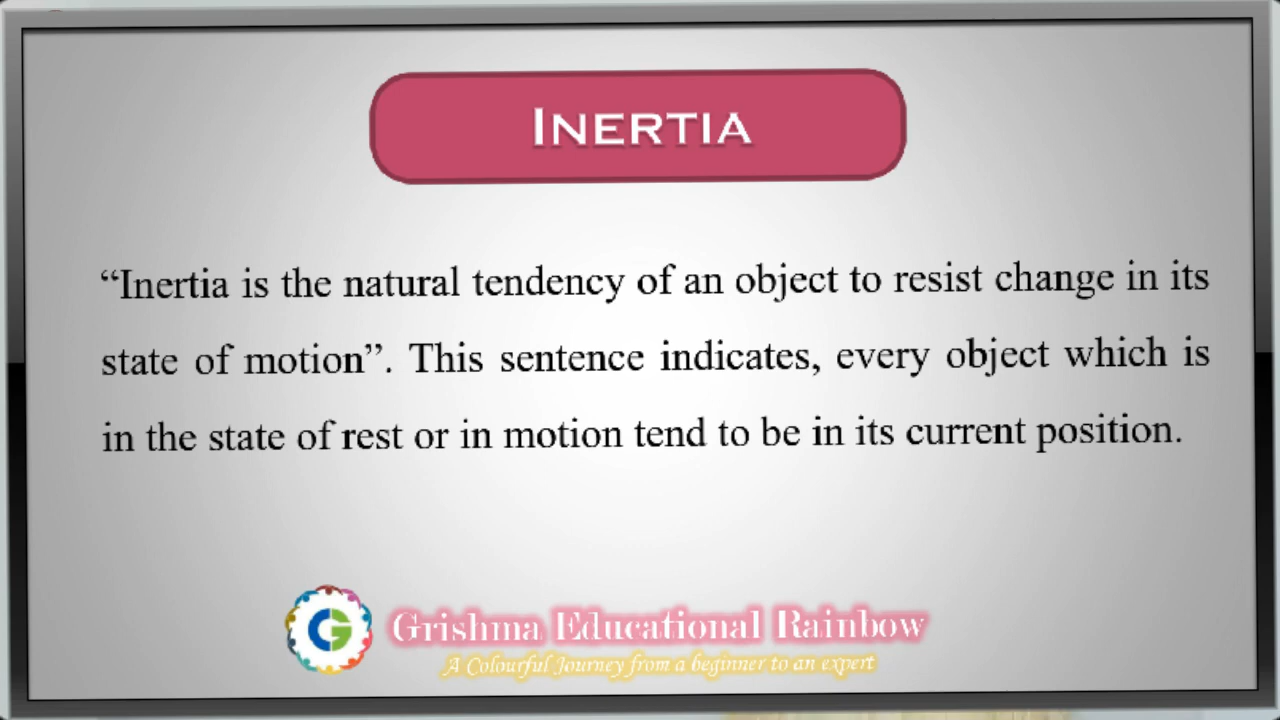 INERTIA
“Inertia is the natural tendency of an object to resist change in its
state of motion”. This sentence indicates, every object which is
in the state of rest or in motion tend to be in its current position.
Grishma Educational Rainbow
A Colourful Journey from a beginner to an expert